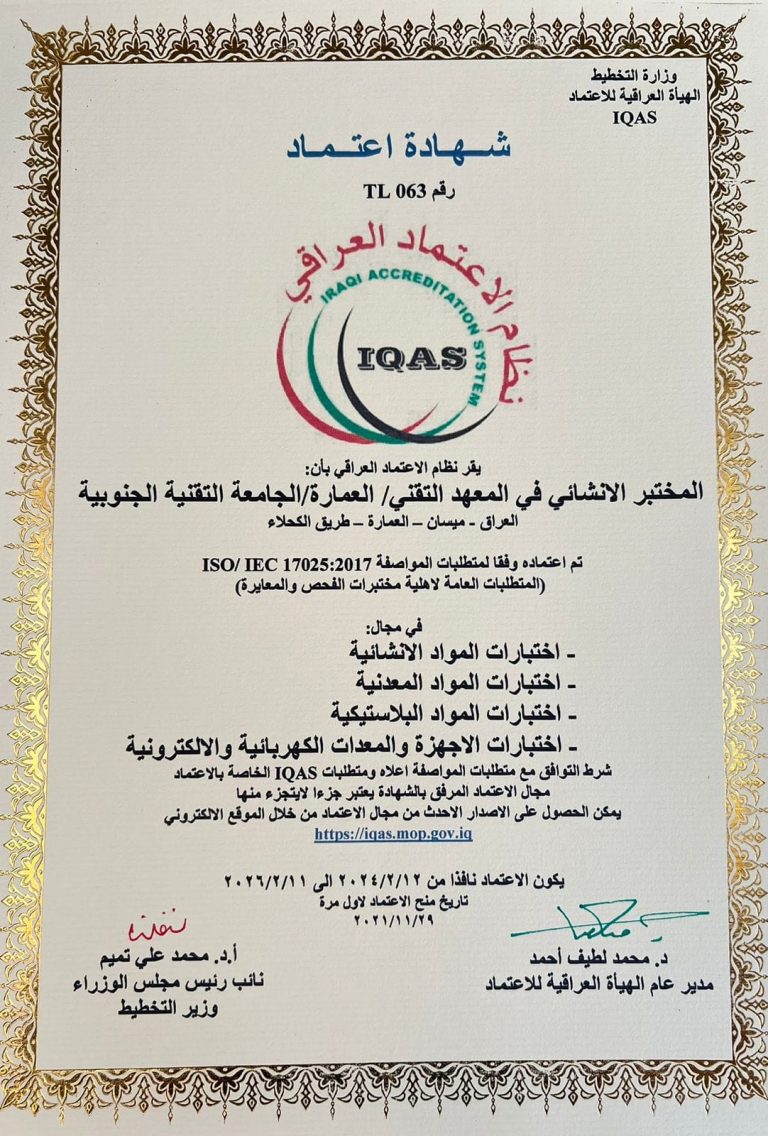 وزارة التخطيط
الهيأة العراقية للاعتماد
IQAS
شـــهـــادة اعـتـــمـــاد
رقم TL 063
نظام الاعتماد العراقي
IRAQI ACCREDITATION SYSTEM
IQAS
يقر نظام الاعتماد العراقي بأن:
المختبر الانشائي في المعهد التقني/ العمارة/الجامعة التقنية الجنوبية
العراق - ميسان – العمارة – طريق الكحلاء
تم اعتماده وفقا لمتطلبات المواصفة ISO/ IEC 17025:2017
(المتطلبات العامة لاهلية مختبرات الفحص والمعايرة)
في مجال:
- اختبارات المواد الانشائية
- اختبارات المواد المعدنية
- اختبارات المواد البلاستيكية
- اختبارات الاجهزة والمعدات الكهربائية والالكترونية
شرط التوافق مع متطلبات المواصفة اعلاه ومتطلبات IQAS الخاصة بالاعتماد
مجال الاعتماد المرفق بالشهادة يعتبر جزءا لايتجزء منها
يمكن الحصول على الاصدار الاحدث من مجال الاعتماد من خلال الموقع الالكتروني
https://iqas.mop.gov.iq
يكون الاعتماد نافذا من ٢٠٢٤/٢/١٢ الى ٢٠٢٦/٢/١١
تاريخ منح الاعتماد لاول مرة
٢٠٢١/١١/٢٩
د. محمد لطيف أحمد
مدير عام الهيأة العراقية للاعتماد
أ.د. محمد علي تميم
نائب رئيس مجلس الوزراء
وزير التخطيط